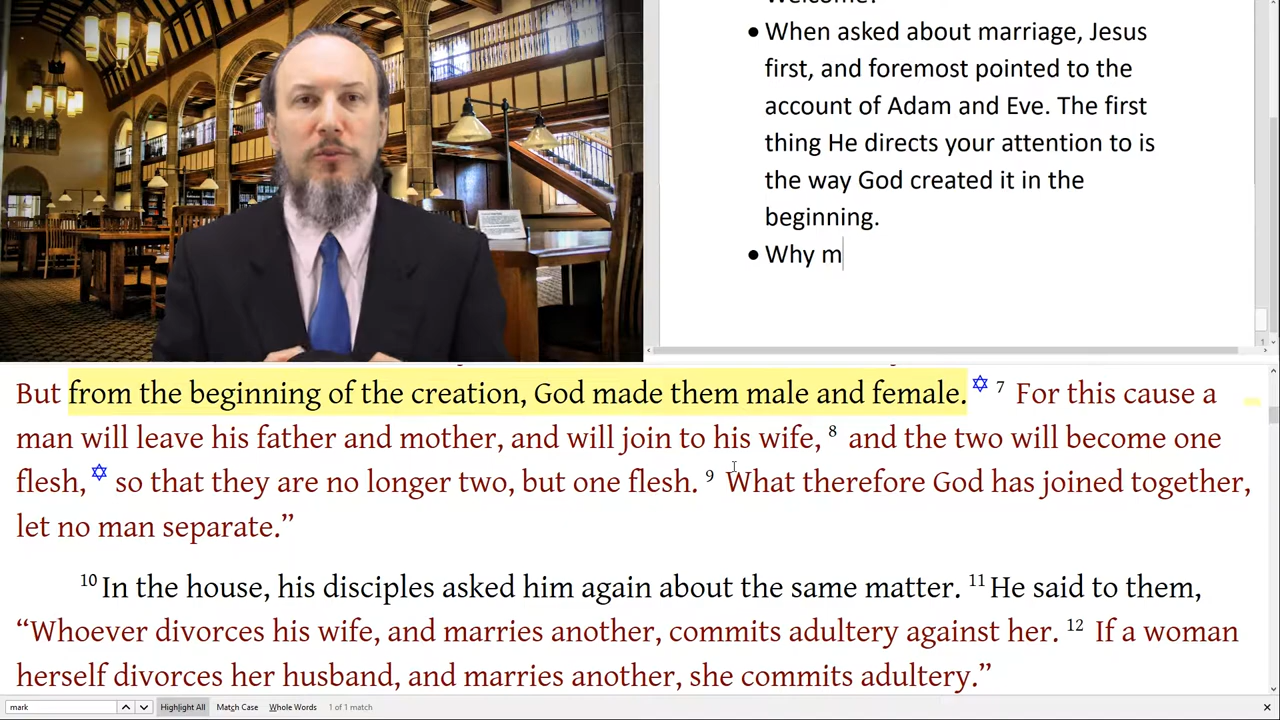 Welcome!
• When asked about marriage, Jesus
first, and foremost pointed to the
account of Adam and Eve. The first
thing He directs your attention to is
the way God created it in the
beginning.
• Why m
But from the beginning of the creation, God made them male and female.✡ 7 For this cause a
man will leave his father and mother, and will join to his wife, 8 and the two will become one
flesh,✡ so that they are no longer two, but one flesh. 9 What therefore God has joined together,
let no man separate.”
10 In the house, his disciples asked him again about the same matter. 11 He said to them,
“Whoever divorces his wife, and marries another, commits adultery against her. 12 If a woman
herself divorces her husband, and marries another, she commits adultery.”
mark Highlight All Match Case Whole Words 1 of 1 match